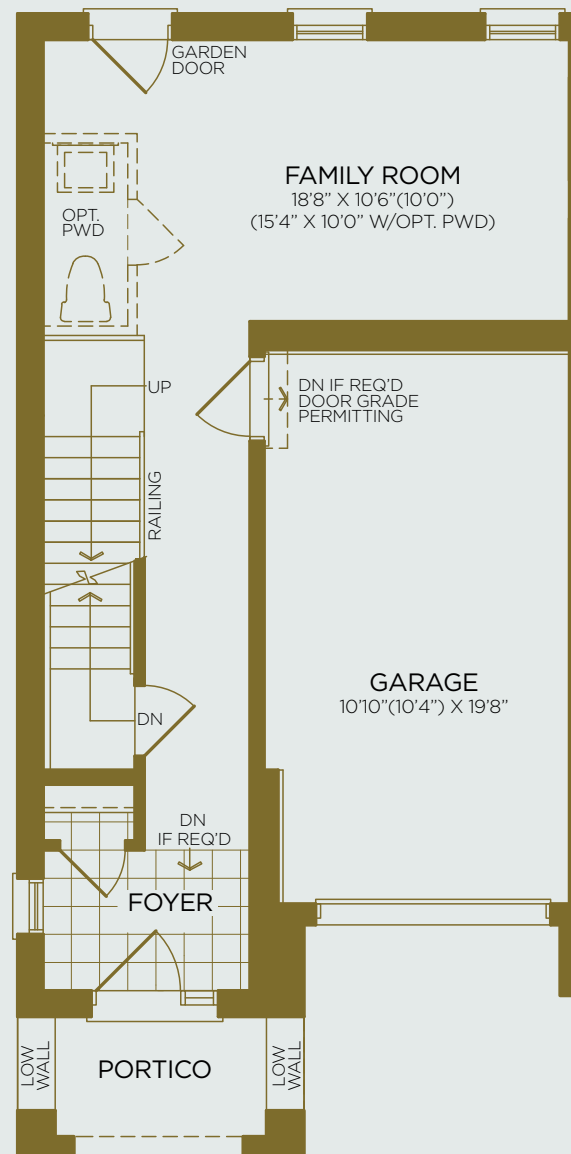 GARDEN
DOOR
FAMILY ROOM
18'8" X 10'6"(10'0")
(15'4" X 10'0" W/OPT. PWD)
OPT.
PWD
UP
DN IF REQ'D
DOOR GRADE
PERMITTING
RAILING
GARAGE
10'10"(10'4") X 19'8"
DN
DN
IF REQ'D
FOYER
LOW
WALL
PORTICO
LOW
WALL